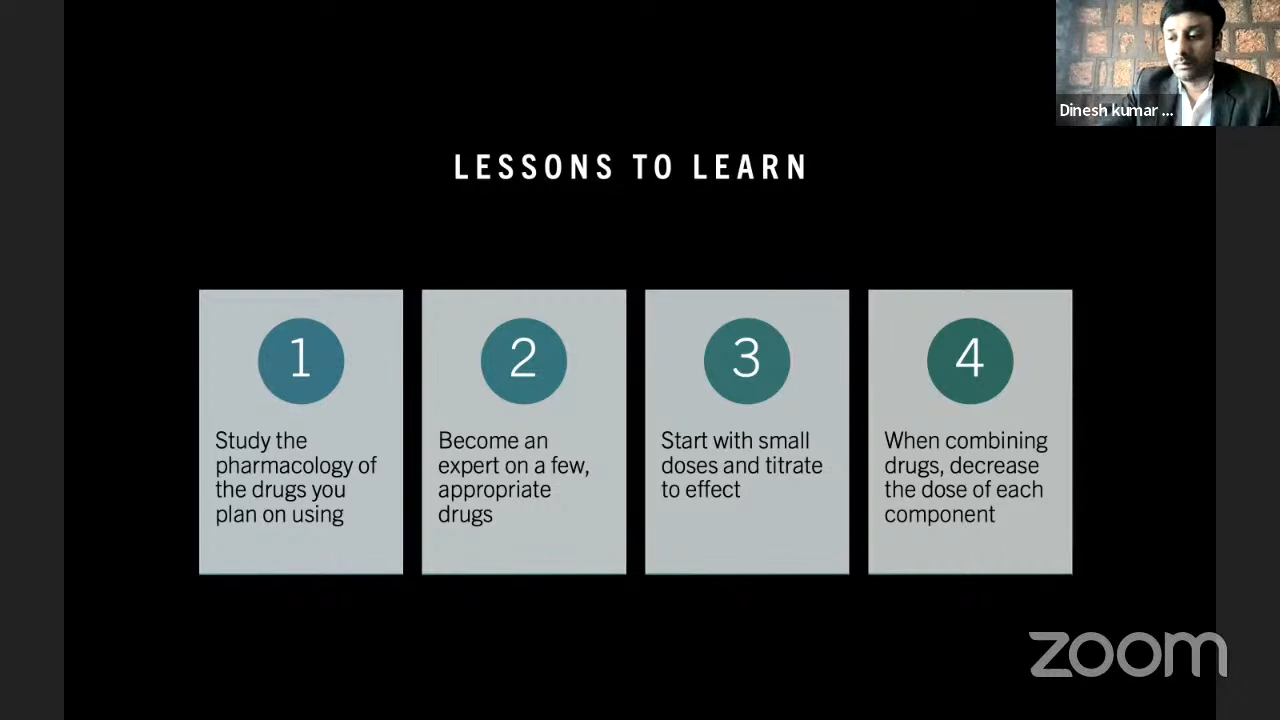 Dinesh kumar ...
LESSONS TO LEARN
1
Study the
pharmacology of
the drugs you
plan on using
2
Become an
expert on a few,
appropriate
drugs
3
Start with small
doses and titrate
to effect
4
When combining
drugs, decrease
the dose of each
component
zoom